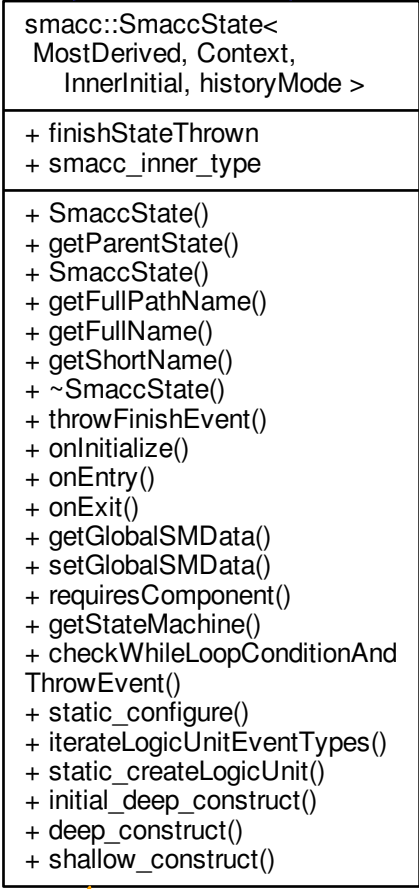 smacc::SmaccState<
MostDerived, Context,
InnerInitial, historyMode >
+ finishStateThrown
+ smacc_inner_type
+ SmaccState()
+ getParentState()
+ SmaccState()
+ getFullPathName()
+ getFullName()
+ getShortName()
+ ~SmaccState()
+ throwFinishEvent()
+ onInitialize()
+ onEntry()
+ onExit()
+ getGlobalSMData()
+ setGlobalSMData()
+ requiresComponent()
+ getStateMachine()
+ checkWhileLoopConditionAnd
ThrowEvent()
+ static_configure()
+ iterateLogicUnitEventTypes()
+ static_createLogicUnit()
+ initial_deep_construct()
+ deep_construct()
+ shallow_construct()